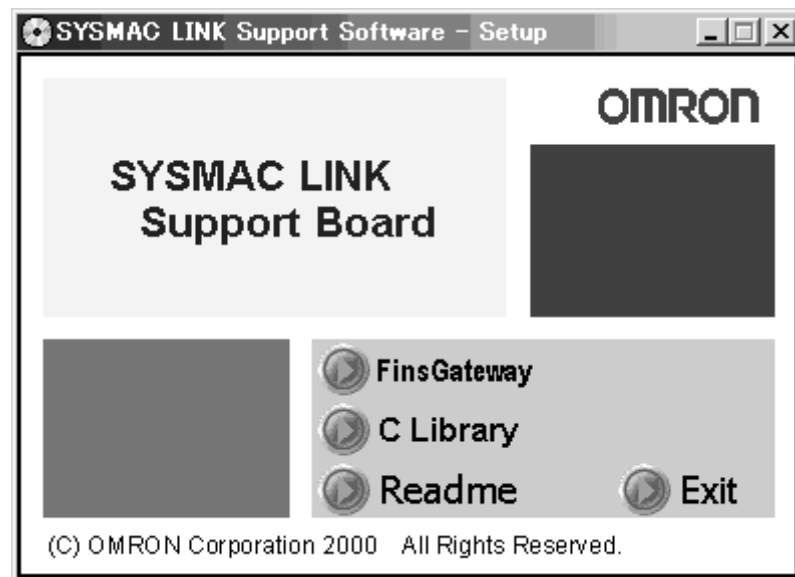 SYSMAC LINK Support Software - Setup
OMRON
SYSMAC LINK
Support Board
FinsGateway
C Library
Readme
Exit
(C) OMRON Corporation 2000 All Rights Reserved.